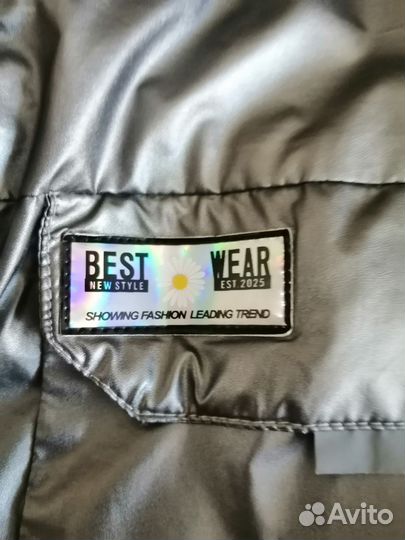 BEST WEAR
NEW STYLE EST 2025
SHOWING FASHION LEADING TREND
Avito